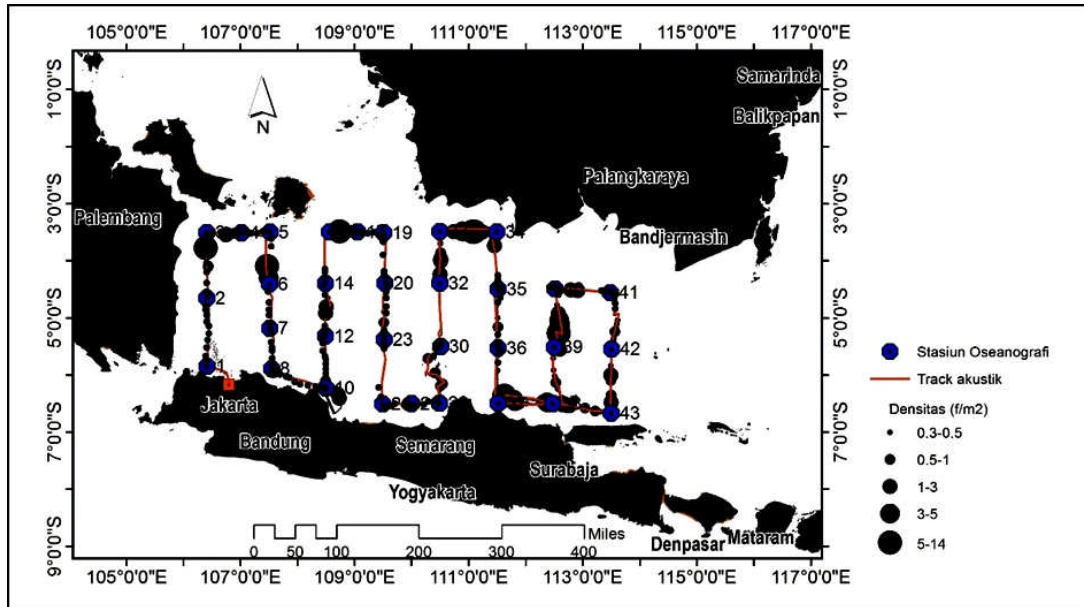 105°0'0"E 107°0'0"E 109°0'0"E 111°0'0"E 113°0'0"E 115°0'0"E 117°0'0"E
1°0'0"S
3°0'0"S
5°0'0"S
7°0'0"S
9°0'0"S
N
Samarinda
Balikpapan
Palangkaraya
Palembang
Bandjermasin
5
19
34
2
6
14
20
32
35
41
7
12
23
30
36
39
42
1
8
10
43
Jakarta
Bandung
Semarang
Surabaja
Yogyakarta
Denpasar
Mataram
Miles
0 50 100 200 300 400
1°0'0"S
3°0'0"S
5°0'0"S
7°0'0"S
9°0'0"S
105°0'0"E 107°0'0"E 109°0'0"E 111°0'0"E 113°0'0"E 115°0'0"E 117°0'0"E
Stasiun Oseanografi
Track akustik
Densitas (f/m2)
0.3-0.5
0.5-1
1-3
3-5
5-14